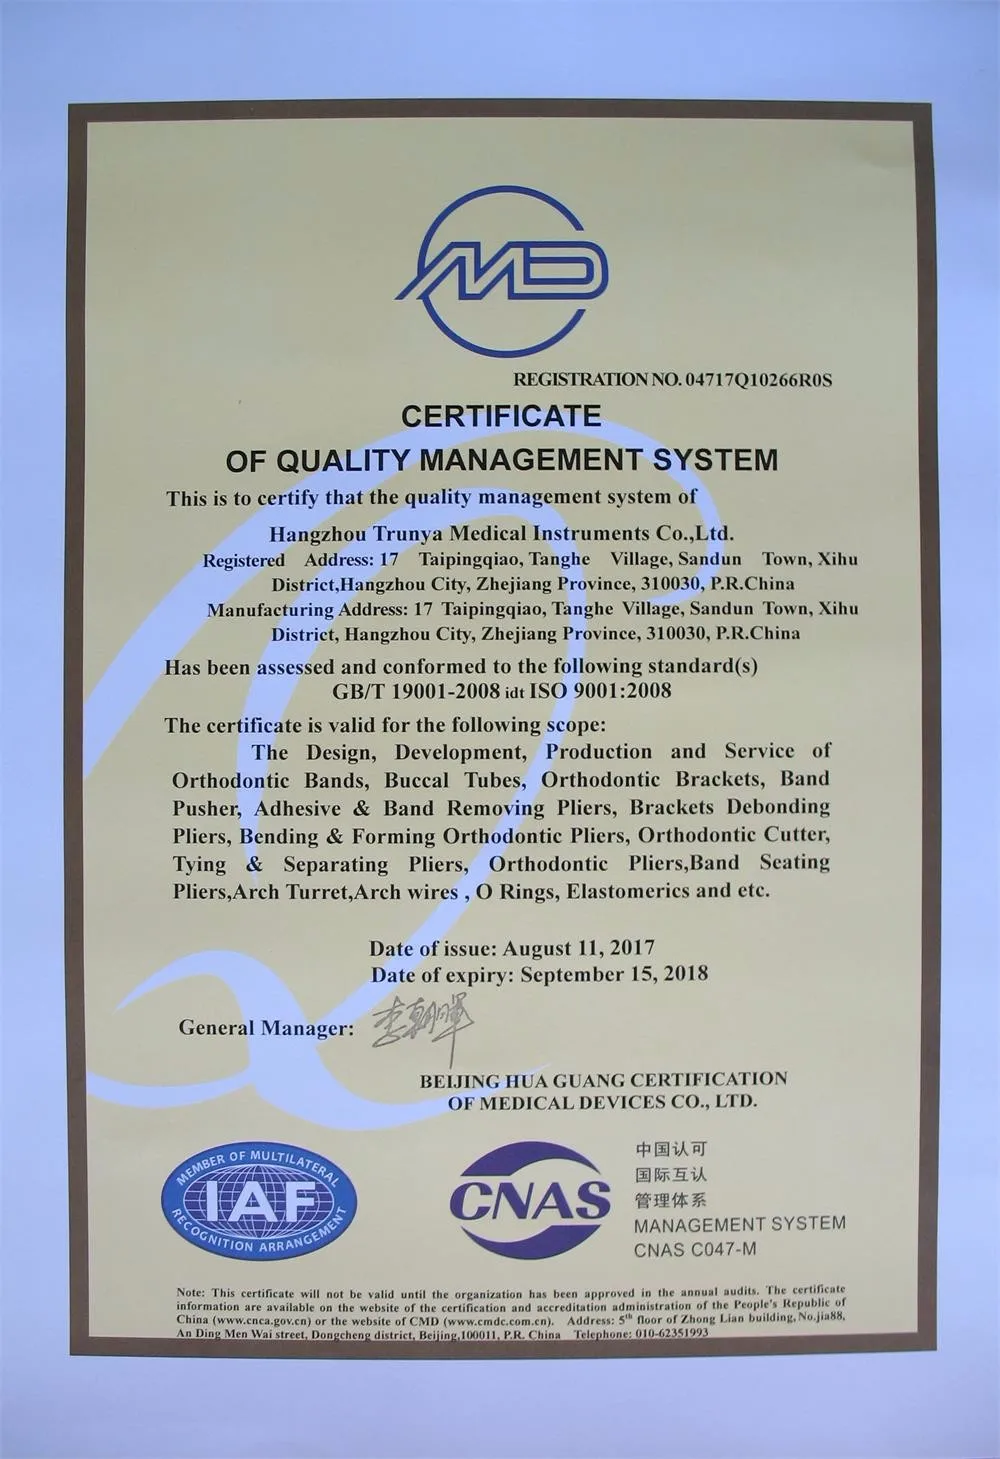 MD
REGISTRATION NO. 04717Q10266R0S
CERTIFICATE
OF QUALITY MANAGEMENT SYSTEM
This is to certify that the quality management system of
Hangzhou Trunya Medical Instruments Co.,Ltd.
Registered Address: 17 Taipingqiao, Tanghe Village, Sandun Town, Xihu
District,Hangzhou City, Zhejiang Province, 310030, P.R.China
Manufacturing Address: 17 Taipingqiao, Tanghe Village, Sandun Town, Xihu
District, Hangzhou City, Zhejiang Province, 310030, P.R.China
Has been assessed and conformed to the following standard(s)
GB/T 19001-2008 idt ISO 9001:2008
The certificate is valid for the following scope:
The Design, Development, Production and Service of
Orthodontic Bands, Buccal Tubes, Orthodontic Brackets, Band
Pusher, Adhesive & Band Removing Pliers, Brackets Debonding
Pliers, Bending & Forming Orthodontic Pliers, Orthodontic Cutter,
Tying & Separating Pliers, Orthodontic Pliers,Band Seating
Pliers,Arch Turret,Arch wires , O Rings, Elastomerics and etc.
Date of issue: August 11, 2017
Date of expiry: September 15, 2018
General Manager: 李朝暉
BEIJING HUA GUANG CERTIFICATION
OF MEDICAL DEVICES CO., LTD.
MEMBER OF MULTILATERAL
IAF
RECOGNITION ARRANGEMENT
CNAS
中国认可
国际互认
管理体系
MANAGEMENT SYSTEM
CNAS C047-M
Note: This certificate will not be valid until the organization has been approved in the annual audits. The certificate
information are available on the website of the certification and accreditation administration of the People's Republic of
China (www.cnca.gov.cn) or the website of CMD (www.cmdc.com.cn). Address: 5th floor of Zhong Lian building, No.jia88,
An Ding Men Wai street, Dongcheng district, Beijing,100011, P.R. China Telephone: 010-62351993